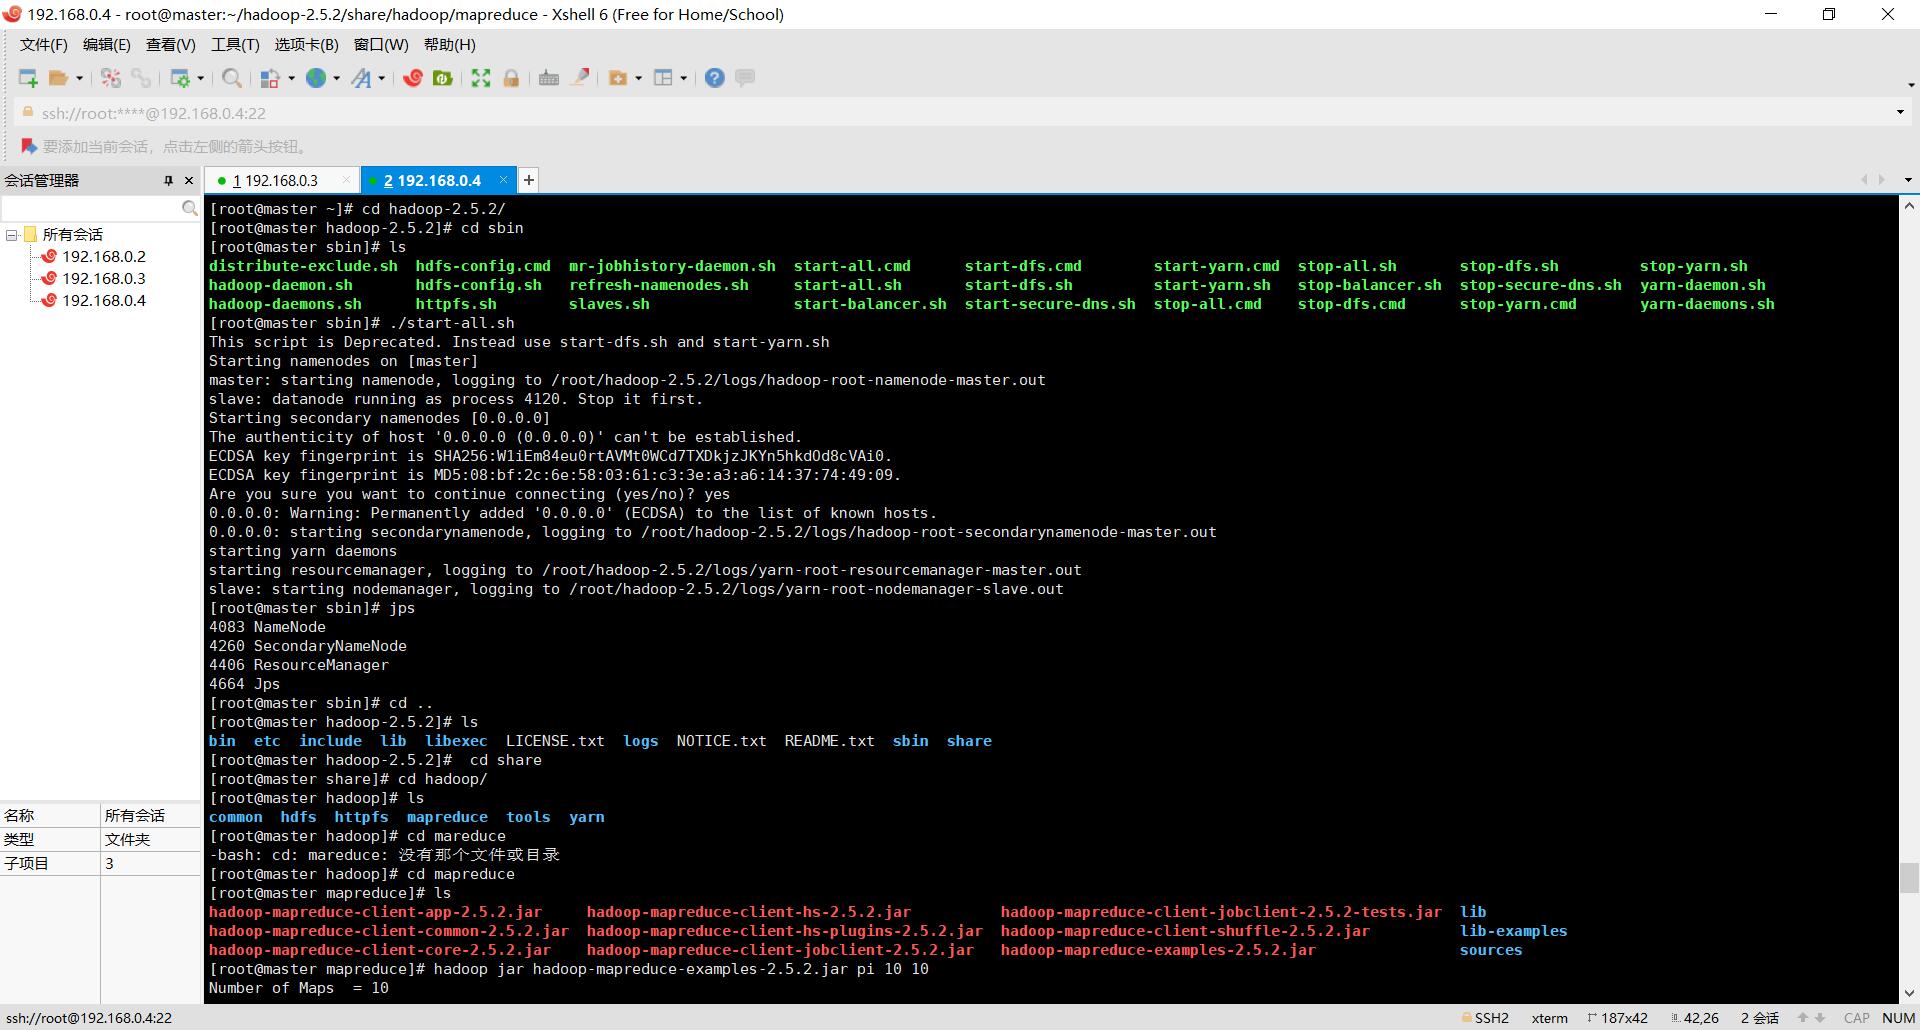 192.168.0.4 - root@master:~/hadoop-2.5.2/share/hadoop/mapreduce - Xshell 6 (Free for Home/School)
文件(F) 编辑(E) 查看(V) 工具(T) 选项卡(B) 窗口(W) 帮助(H)
ssh://root:****@192.168.0.4:22
要添加当前会话，点击左侧的箭头按钮。
会话管理器
所有会话
192.168.0.2
192.168.0.3
192.168.0.4
名称 所有会话
类型 文件夹
子项目 3
1 192.168.0.3 2 192.168.0.4
[root@master ~]# cd hadoop-2.5.2/
[root@master hadoop-2.5.2]# cd sbin
[root@master sbin]# ls
distribute-exclude.sh hdfs-config.cmd mr-jobhistory-daemon.sh start-all.cmd start-dfs.cmd start-yarn.cmd stop-all.sh stop-dfs.sh stop-yarn.sh
hadoop-daemon.sh hdfs-config.sh refresh-namenodes.sh start-all.sh start-dfs.sh start-yarn.sh stop-balancer.sh stop-secure-dns.sh yarn-daemon.sh
hadoop-daemons.sh httpfs.sh slaves.sh start-balancer.sh start-secure-dns.sh stop-all.cmd stop-dfs.cmd stop-yarn.cmd yarn-daemons.sh
[root@master sbin]# ./start-all.sh
This script is Deprecated. Instead use start-dfs.sh and start-yarn.sh
Starting namenodes on [master]
master: starting namenode, logging to /root/hadoop-2.5.2/logs/hadoop-root-namenode-master.out
slave: datanode running as process 4120. Stop it first.
Starting secondary namenodes [0.0.0.0]
The authenticity of host '0.0.0.0 (0.0.0.0)' can't be established.
ECDSA key fingerprint is SHA256:W1iEm84eu0rtAVMt0WCd7TXDkjzJKYn5hkdOd8cVAi0.
ECDSA key fingerprint is MD5:08:bf:2c:6e:58:03:61:c3:3e:a3:a6:14:37:74:49:09.
Are you sure you want to continue connecting (yes/no)? yes
0.0.0.0: Warning: Permanently added '0.0.0.0' (ECDSA) to the list of known hosts.
0.0.0.0: starting secondarynamenode, logging to /root/hadoop-2.5.2/logs/hadoop-root-secondarynamenode-master.out
starting yarn daemons
starting resourcemanager, logging to /root/hadoop-2.5.2/logs/yarn-root-resourcemanager-master.out
slave: starting nodemanager, logging to /root/hadoop-2.5.2/logs/yarn-root-nodemanager-slave.out
[root@master sbin]# jps
4083 NameNode
4260 SecondaryNameNode
4406 ResourceManager
4664 Jps
[root@master sbin]# cd ..
[root@master hadoop-2.5.2]# ls
bin etc include lib libexec LICENSE.txt logs NOTICE.txt README.txt sbin share
[root@master hadoop-2.5.2]#  cd share
[root@master share]# cd hadoop/
[root@master hadoop]# ls
common hdfs httpfs mapreduce tools yarn
[root@master hadoop]# cd mareduce
-bash: cd: mareduce: 没有那个文件或目录
[root@master hadoop]# cd mapreduce
[root@master mapreduce]# ls
hadoop-mapreduce-client-app-2.5.2.jar hadoop-mapreduce-client-hs-2.5.2.jar hadoop-mapreduce-client-jobclient-2.5.2-tests.jar lib
hadoop-mapreduce-client-common-2.5.2.jar hadoop-mapreduce-client-hs-plugins-2.5.2.jar hadoop-mapreduce-client-shuffle-2.5.2.jar lib-examples
hadoop-mapreduce-client-core-2.5.2.jar hadoop-mapreduce-client-jobclient-2.5.2.jar hadoop-mapreduce-examples-2.5.2.jar sources
[root@master mapreduce]# hadoop jar hadoop-mapreduce-examples-2.5.2.jar pi 10 10
Number of Maps  = 10
ssh://root@192.168.0.4:22 SSH2 xterm 187x42 42,26 2 会话 CAP NUM